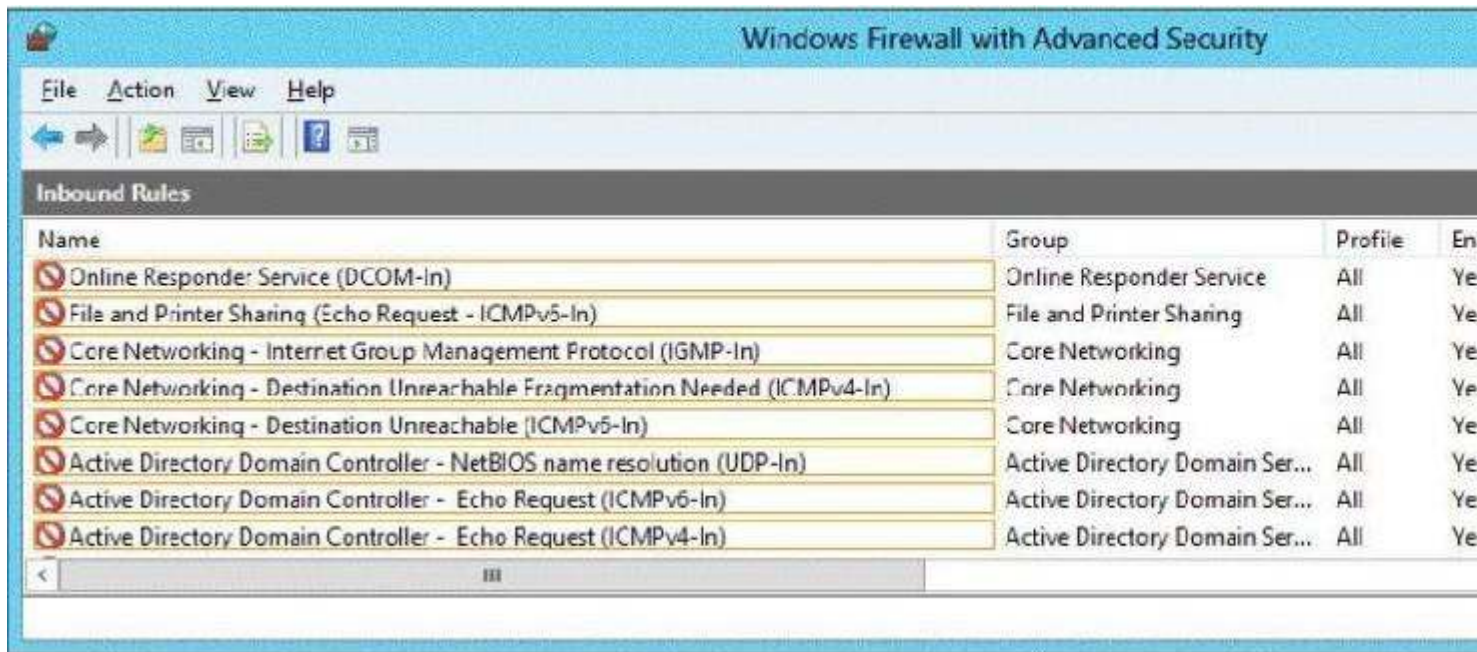 Windows Firewall with Advanced Security
File Action View Help
Inbound Rules
Name Group Profile En
Online Responder Service (DCOM-In) Online Responder Service All Ye
File and Printer Sharing (Echo Request - ICMPv6-In) File and Printer Sharing All Ye
Core Networking - Internet Group Management Protocol (IGMP-In) Core Networking All Ye
Core Networking - Destination Unreachable Fragmentation Needed (ICMPv4-In) Core Networking All Ye
Core Networking - Destination Unreachable (ICMPv6-In) Core Networking All Ye
Active Directory Domain Controller - NetBIOS name resolution (UDP-In) Active Directory Domain Ser... All Ye
Active Directory Domain Controller - Echo Request (ICMPv6-In) Active Directory Domain Ser... All Ye
Active Directory Domain Controller - Echo Request (ICMPv4-In) Active Directory Domain Ser... All Ye